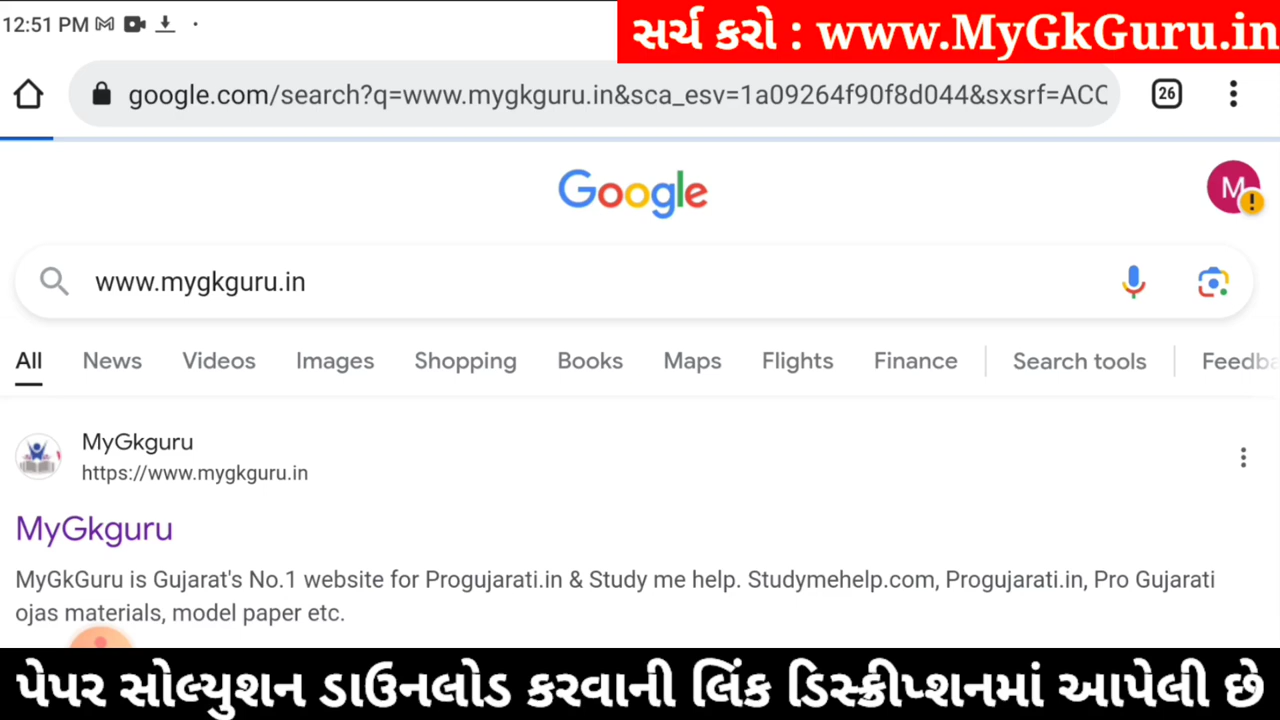 12:51 PM
સર્ચ કરો : www.MyGkGuru.in
google.com/search?q=www.mygkguru.in&sca_esv=1a09264f90f8d044&sxsrf=ACC
26
Google
M
www.mygkguru.in
All News Videos Images Shopping Books Maps Flights Finance Search tools Feedba
MyGkguru
https://www.mygkguru.in
MyGkguru
MyGkGuru is Gujarat's No.1 website for Progujarati.in & Study me help. Studymehelp.com, Progujarati.in, Pro Gujarati
ojas materials, model paper etc.
પેપર સોલ્યુશન ડાઉનલોડ કરવાની લિંક ડિસ્ક્રીપ્શનમાં આપેલી છે